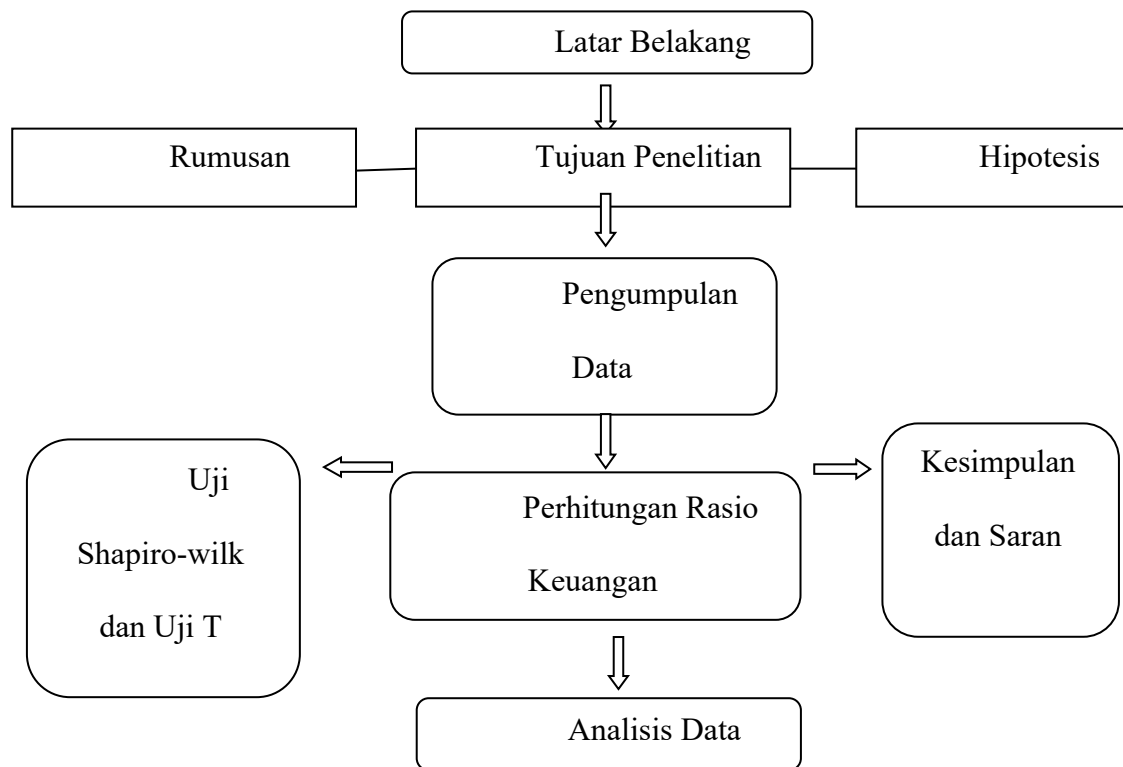 Latar Belakang
Rumusan
Tujuan Penelitian
Hipotesis
Pengumpulan
Data
Uji
Shapiro-wilk
dan Uji T
Perhitungan Rasio
Keuangan
Kesimpulan
dan Saran
Analisis Data